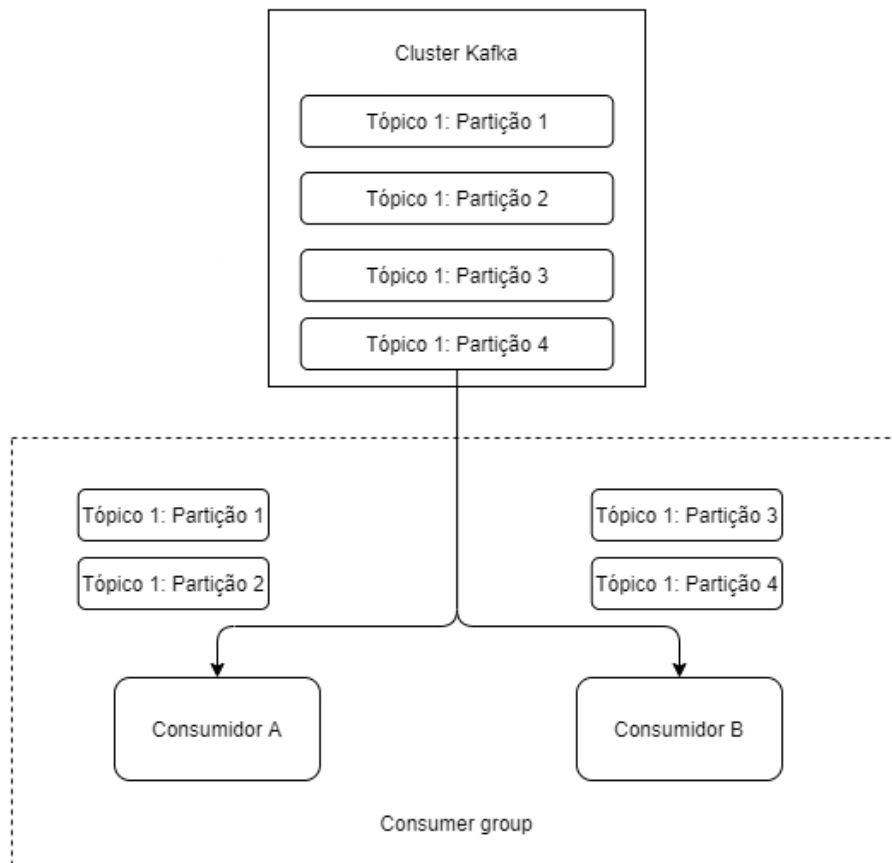 Cluster Kafka
Tópico 1: Partição 1
Tópico 1: Partição 2
Tópico 1: Partição 3
Tópico 1: Partição 4
Tópico 1: Partição 1
Tópico 1: Partição 2
Tópico 1: Partição 3
Tópico 1: Partição 4
Consumidor A
Consumidor B
Consumer group